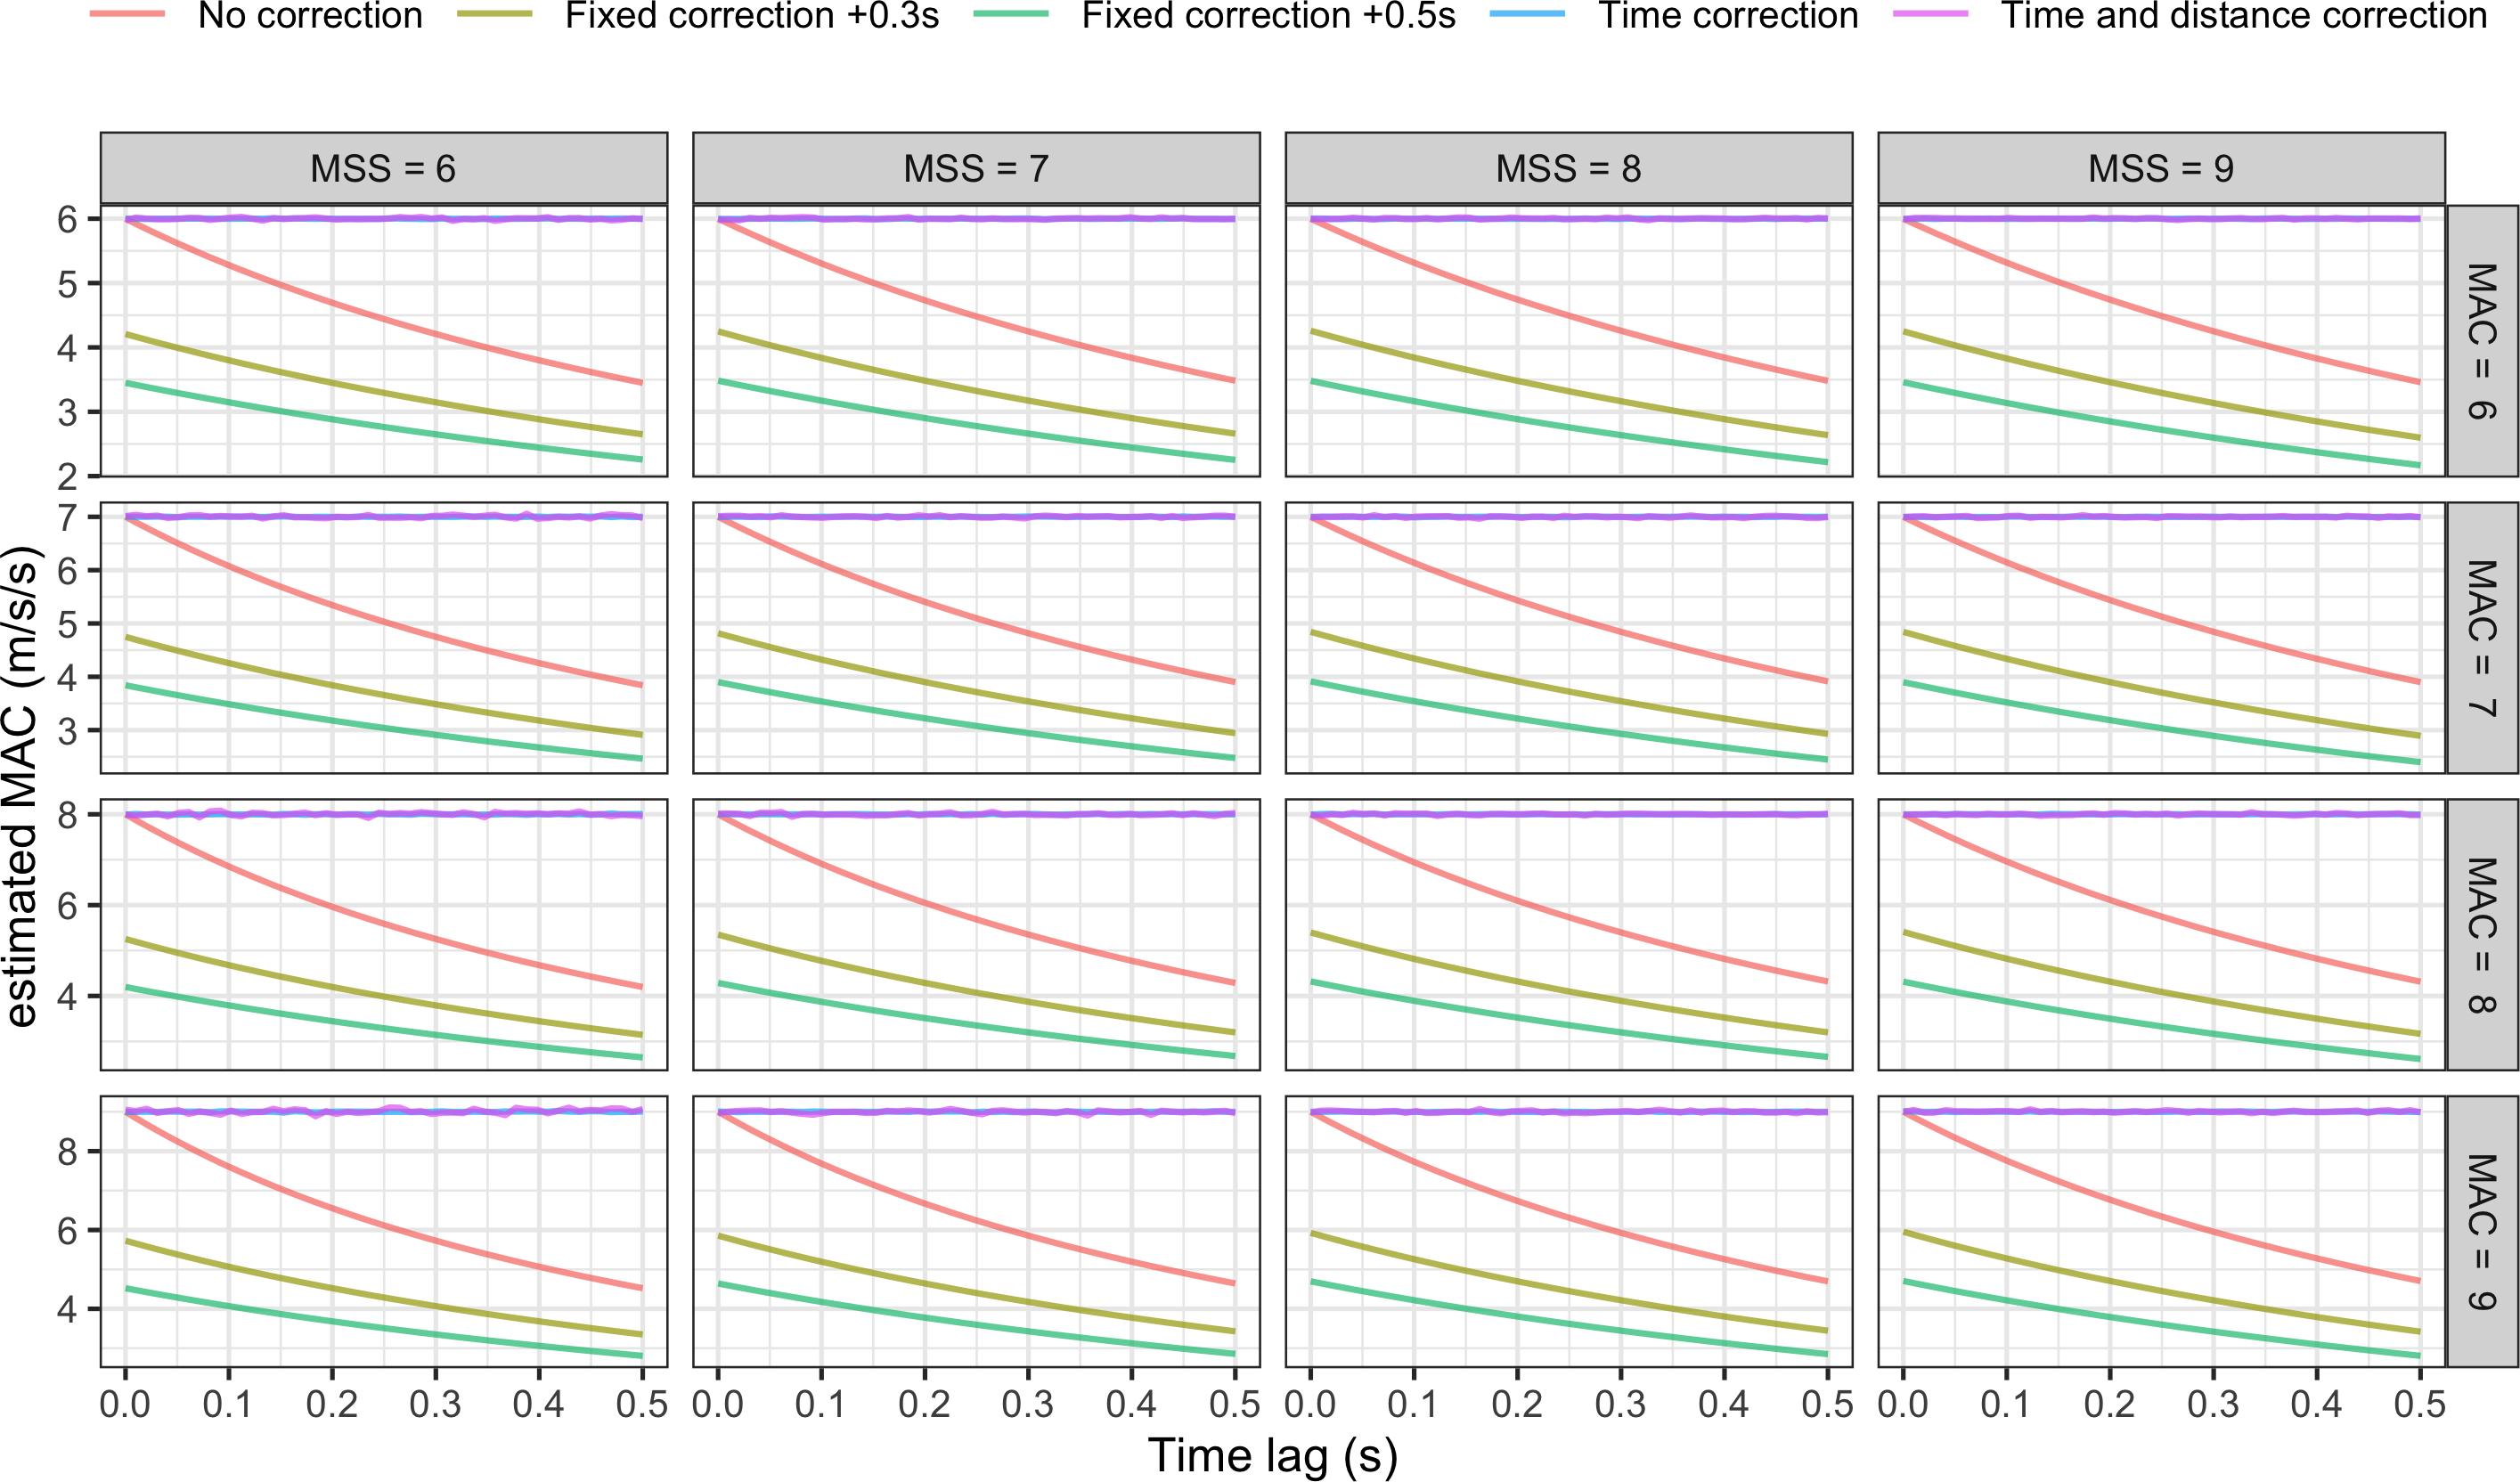 No correction Fixed correction +0.3s Fixed correction +0.5s Time correction Time and distance correction
MSS = 6 MSS = 7 MSS = 8 MSS = 9
6
5
4
3
2
MAC = 6
7
6
5
4
3
MAC = 7
8
6
4
MAC = 8
8
6
4
MAC = 9
estimated MAC (m/s/s)
0.0 0.1 0.2 0.3 0.4 0.5 0.0 0.1 0.2 0.3 0.4 0.5 0.0 0.1 0.2 0.3 0.4 0.5 0.0 0.1 0.2 0.3 0.4 0.5
Time lag (s)